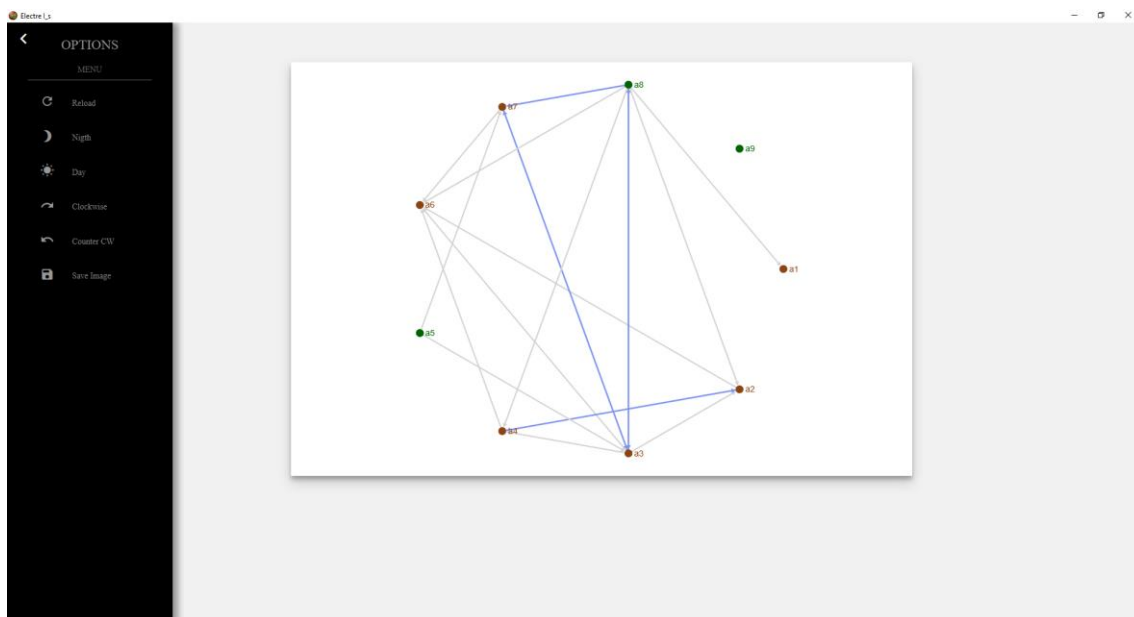 Electre I_s
OPTIONS
MENU
Reload
Nigth
Day
Clockwise
Counter CW
Save Image
a8
a7
a9
a6
a1
a5
a2
a4
a3